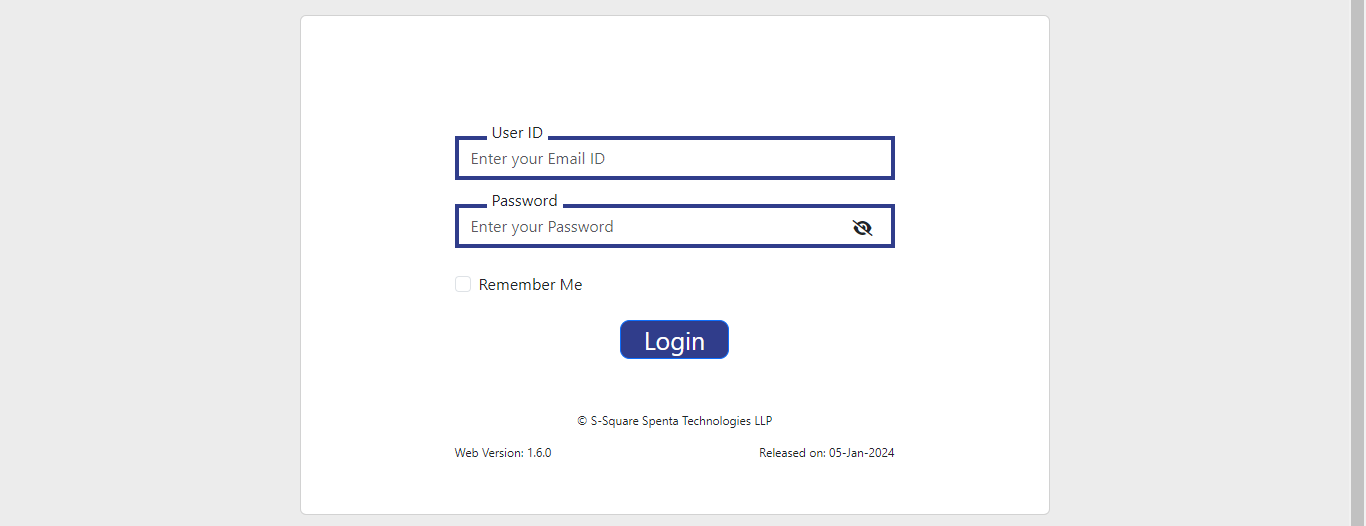 User ID
Enter your Email ID
Password
Enter your Password
Remember Me
Login
© S-Square Spenta Technologies LLP
Web Version: 1.6.0 Released on: 05-Jan-2024